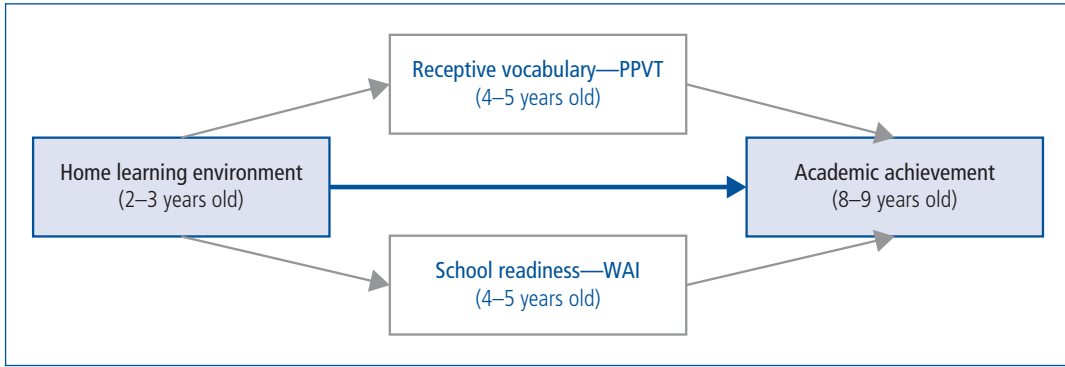 Receptive vocabulary—PPVT
(4–5 years old)
Home learning environment
(2–3 years old)
Academic achievement
(8–9 years old)
School readiness—WAI
(4–5 years old)